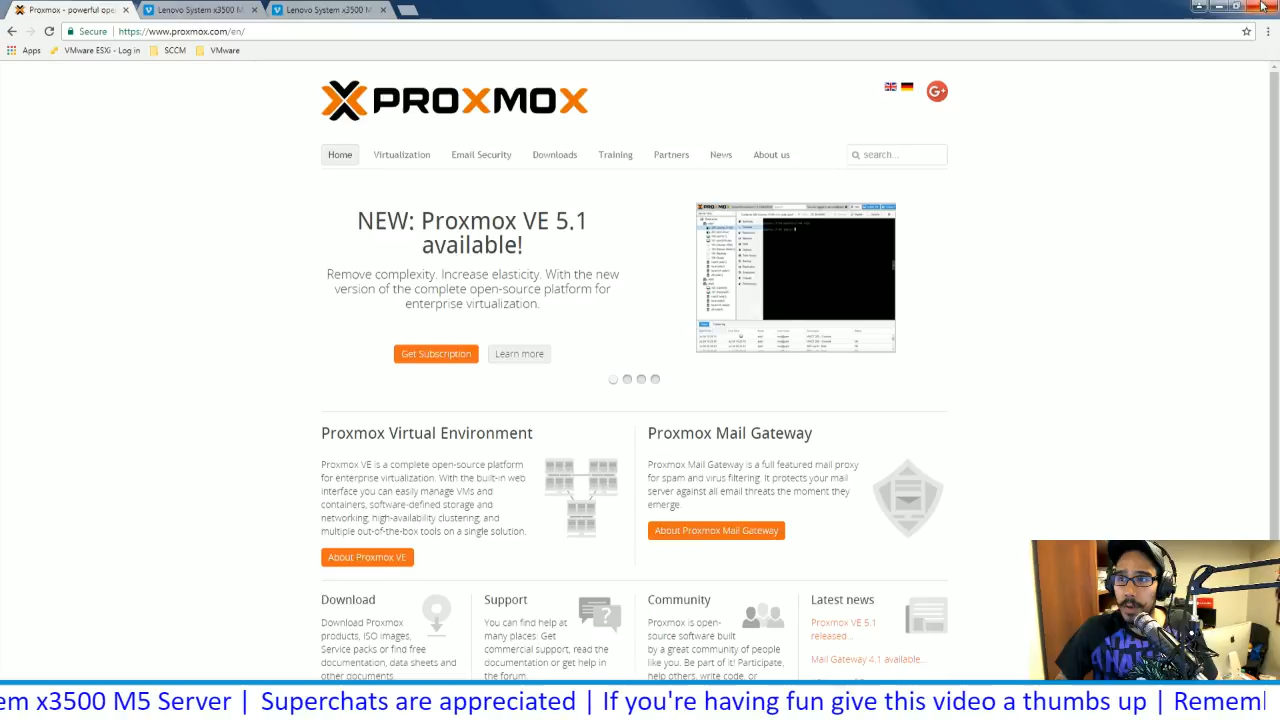 Proxmox - powerful ope
Lenovo System x3500 M
Lenovo System x3500 M
Secure
https://www.proxmox.com/en/
Apps
VMware ESXi - Log in
SCCM
VMware
PROXMOX
G+
Home
Virtualization
Email Security
Downloads
Training
Partners
News
About us
search...
NEW: Proxmox VE 5.1
available!
Remove complexity. Increase elasticity. With the new
version of the complete open-source platform for
enterprise virtualization.
Get Subscription
Learn more
Proxmox Virtual Environment
Proxmox VE is a complete open-source platform
for enterprise virtualization. With the built-in web
interface you can easily manage VMs and
containers, software-defined storage and
networking, high-availability clustering, and
multiple out-of-the-box tools on a single solution.
About Proxmox VE
Proxmox Mail Gateway
Proxmox Mail Gateway is a full featured mail proxy
for spam and virus filtering. It protects your mail
server against all email threats the moment they
emerge.
About Proxmox Mail Gateway
Download
Download Proxmox
products, ISO images,
Service packs or find free
documentation, data sheets and
other documents.
Support
You can find help at
many places: Get
commercial support, read the
documentation or get help in
the forum.
Community
Proxmox is open-
source software built
by a great community of people
like you. Be part of it! Participate,
help others, write code, or
Latest news
Proxmox VE 5.1
released...
Mail Gateway 4.1 available...
em x3500 M5 Server | Superchats are appreciated | If you're having fun give this video a thumbs up | Rememl